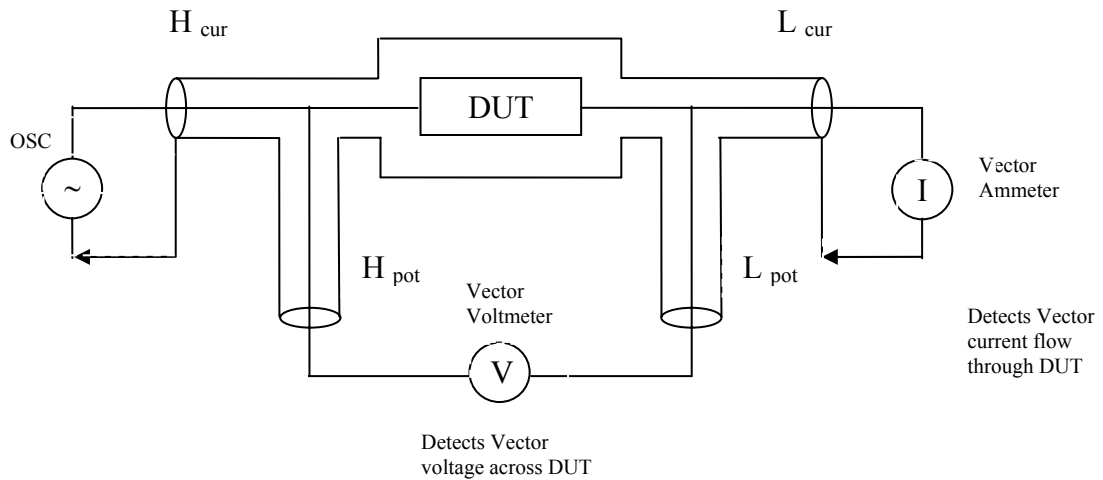 H cur
L cur
DUT
OSC
~
Vector
Ammeter
I
H pot
L pot
Vector
Voltmeter
V
Detects Vector
current flow
through DUT
Detects Vector
voltage across DUT